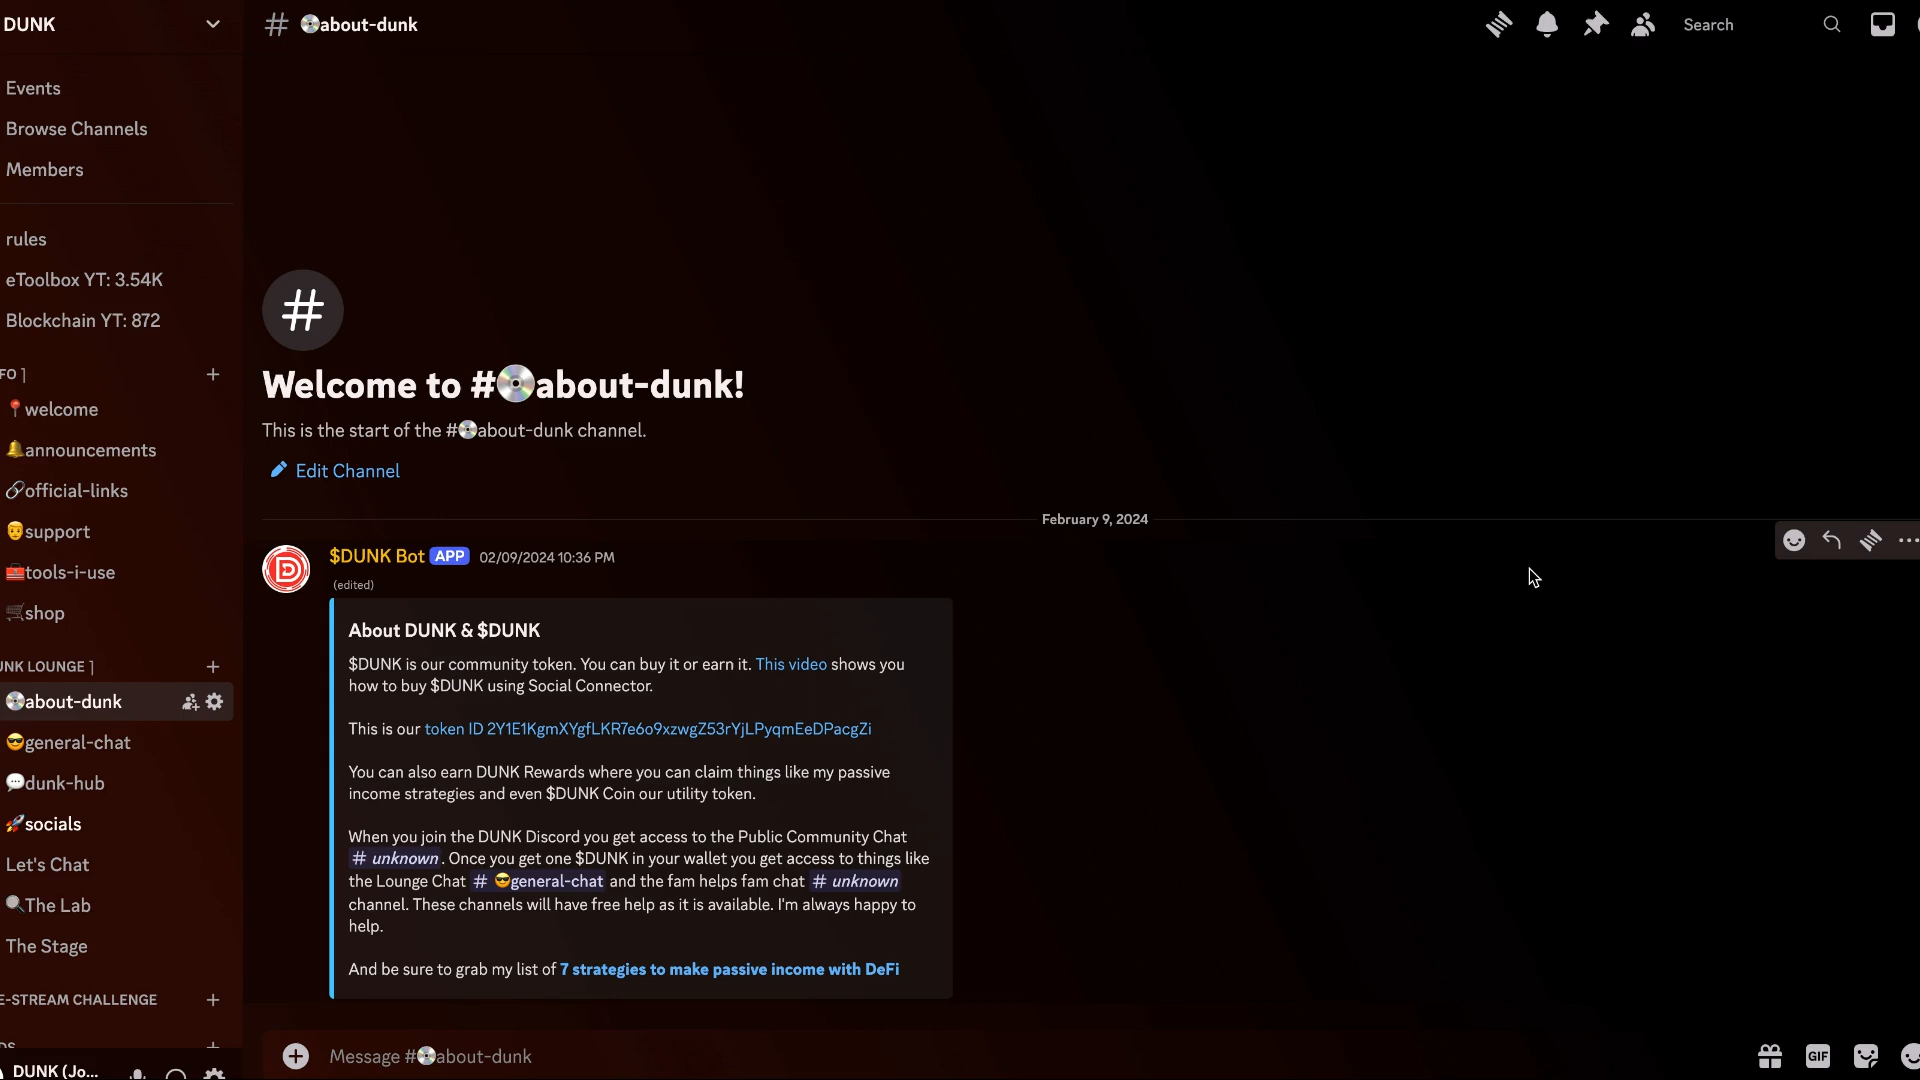 DUNK
Events
Browse Channels
Members
rules
eToolbox YT: 3.54K
Blockchain YT: 872
FO ]
📍welcome
🔔announcements
🔗official-links
👨support
🧰tools-i-use
🛒shop
UNK LOUNGE ]
💿about-dunk
😎general-chat
💬dunk-hub
🚀socials
Let's Chat
🔍The Lab
The Stage
E-STREAM CHALLENGE
DS
DUNK (Jo...
# 💿about-dunk
Search
Welcome to #💿about-dunk!
This is the start of the #💿about-dunk channel.
Edit Channel
February 9, 2024
$DUNK Bot APP 02/09/2024 10:36 PM
(edited)
About DUNK & $DUNK
$DUNK is our community token. You can buy it or earn it. This video shows you
how to buy $DUNK using Social Connector.
This is our token ID 2Y1E1KgmXYgfLKR7e6o9xzwgZ53rYjLPyqmEeDPacgZi
You can also earn DUNK Rewards where you can claim things like my passive
income strategies and even $DUNK Coin our utility token.
When you join the DUNK Discord you get access to the Public Community Chat
# unknown. Once you get one $DUNK in your wallet you get access to things like
the Lounge Chat # 😎general-chat and the fam helps fam chat # unknown
channel. These channels will have free help as it is available. I'm always happy to
help.
And be sure to grab my list of 7 strategies to make passive income with DeFi
Message #💿about-dunk
GIF